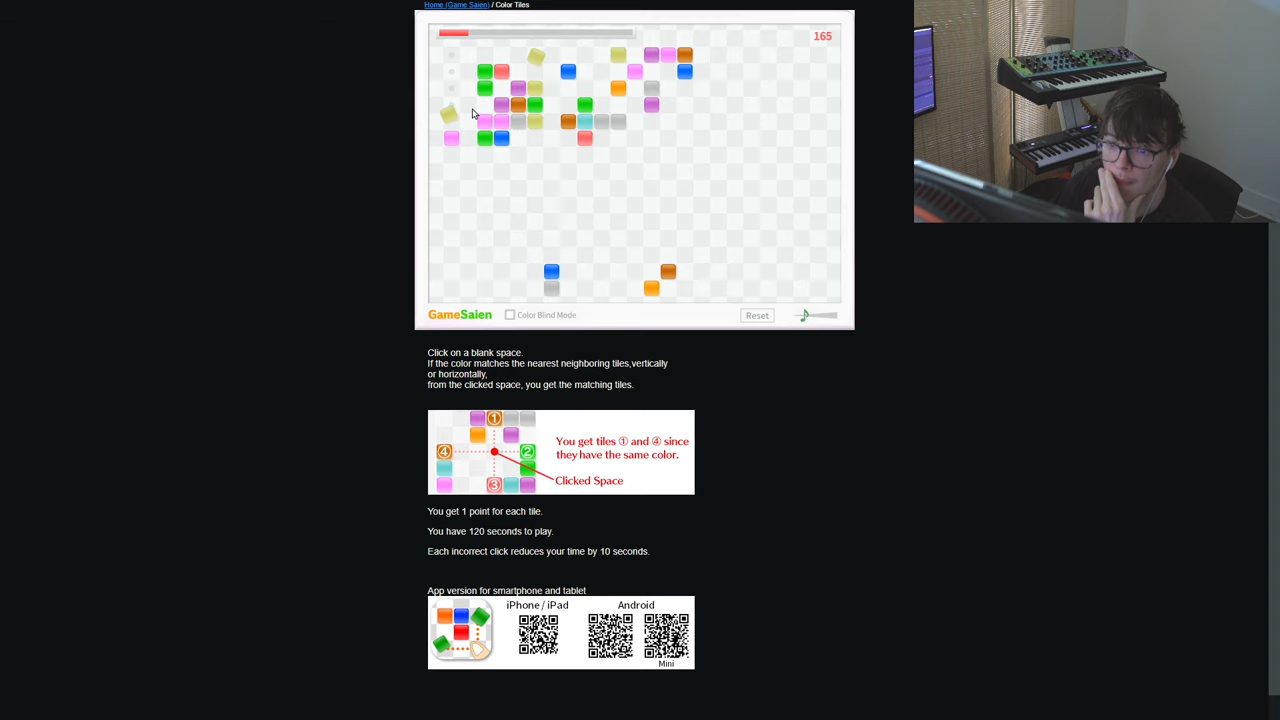 Home (Game Saien) / Color Tiles
165
GameSaien
Color Blind Mode
Reset
Click on a blank space.
If the color matches the nearest neighboring tiles,vertically
or horizontally,
from the clicked space, you get the matching tiles.
①
④
②
③
You get tiles ① and ④ since
they have the same color.
Clicked Space
You get 1 point for each tile.
You have 120 seconds to play.
Each incorrect click reduces your time by 10 seconds.
App version for smartphone and tablet
iPhone / iPad
Android
Mini